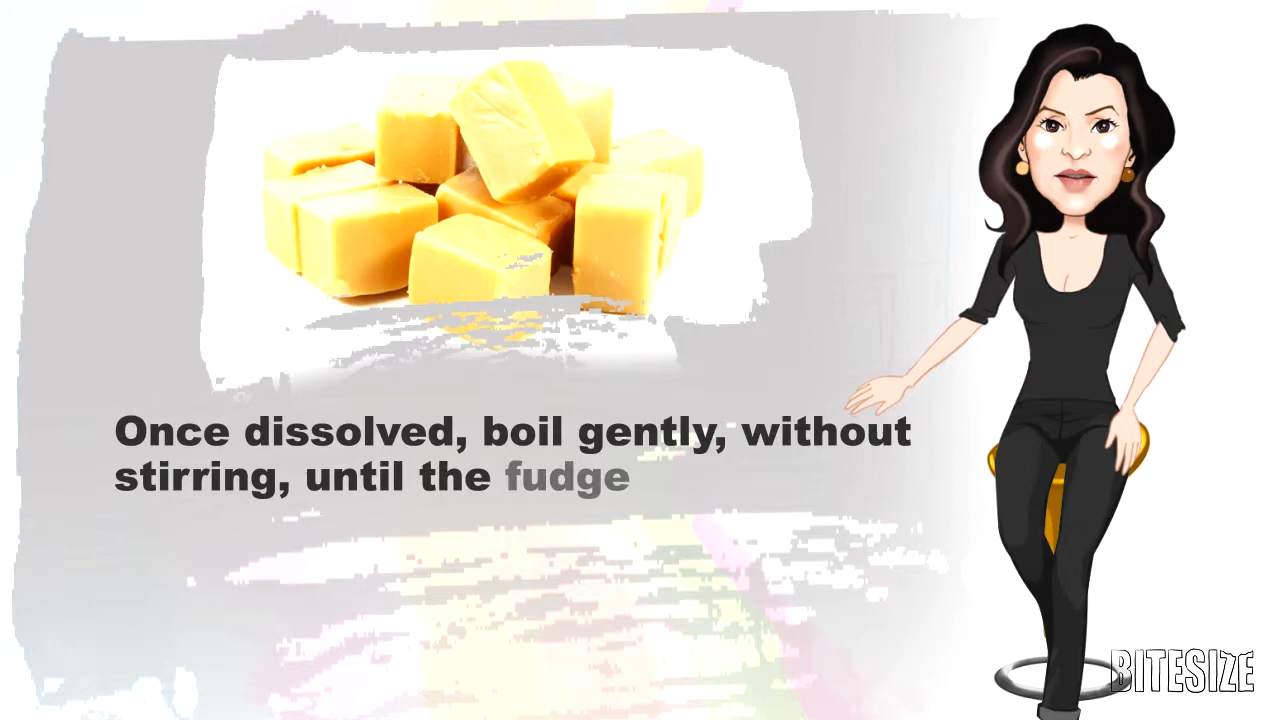 Once dissolved, boil gently, without
stirring, until the fudge
BITESIZE